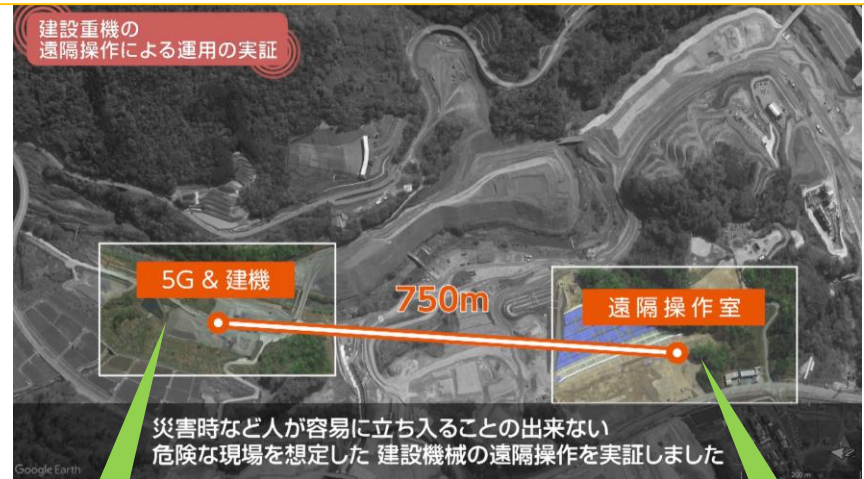 建設重機の
遠隔操作による運用の実証
5G & 建機
750m
遠隔操作室
災害時など人が容易に立ち入ることの出来ない
危険な現場を想定した 建設機械の遠隔操作を実証しました
Google Earth
200 m